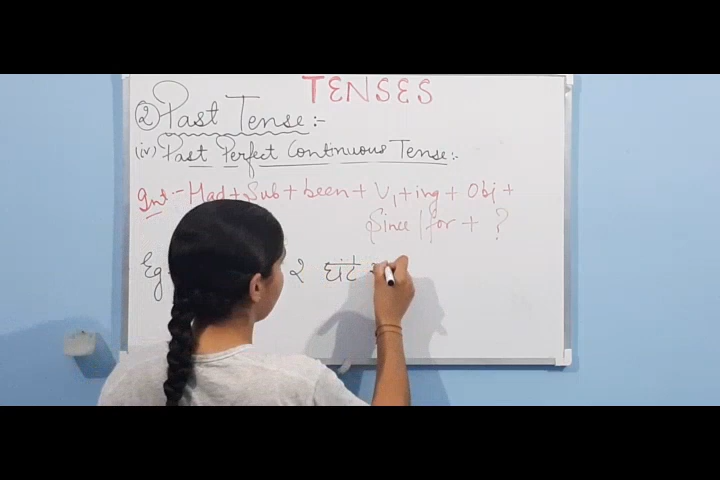 TENSES
② Past Tense:-
(iv) Past Perfect Continuous Tense:-
Int:- Had + Sub + been + V₁ + ing + Obj +
Since / for + ?
Eg २ घंटे